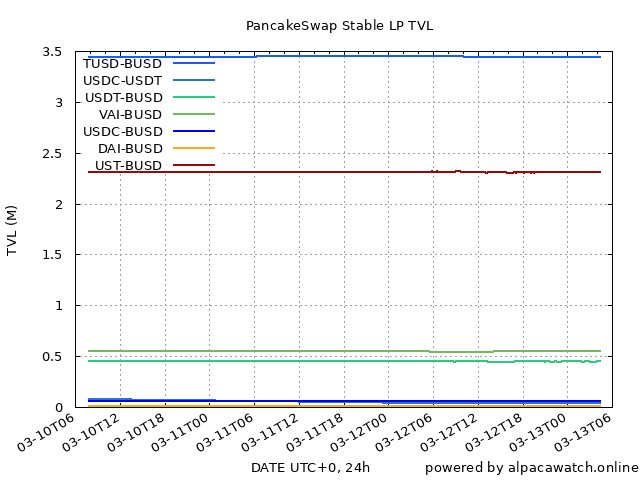 PancakeSwap Stable LP TVL
3.5
3
2.5
2
1.5
1
0.5
0
TVL (M)
TUSD-BUSD
USDC-USDT
USDT-BUSD
VAI-BUSD
USDC-BUSD
DAI-BUSD
UST-BUSD
03-10T06
03-10T12
03-10T18
03-11T00
03-11T06
03-11T12
03-11T18
03-12T00
03-12T06
03-12T12
03-12T18
03-13T00
03-13T06
DATE UTC+0, 24h
powered by alpacawatch.online